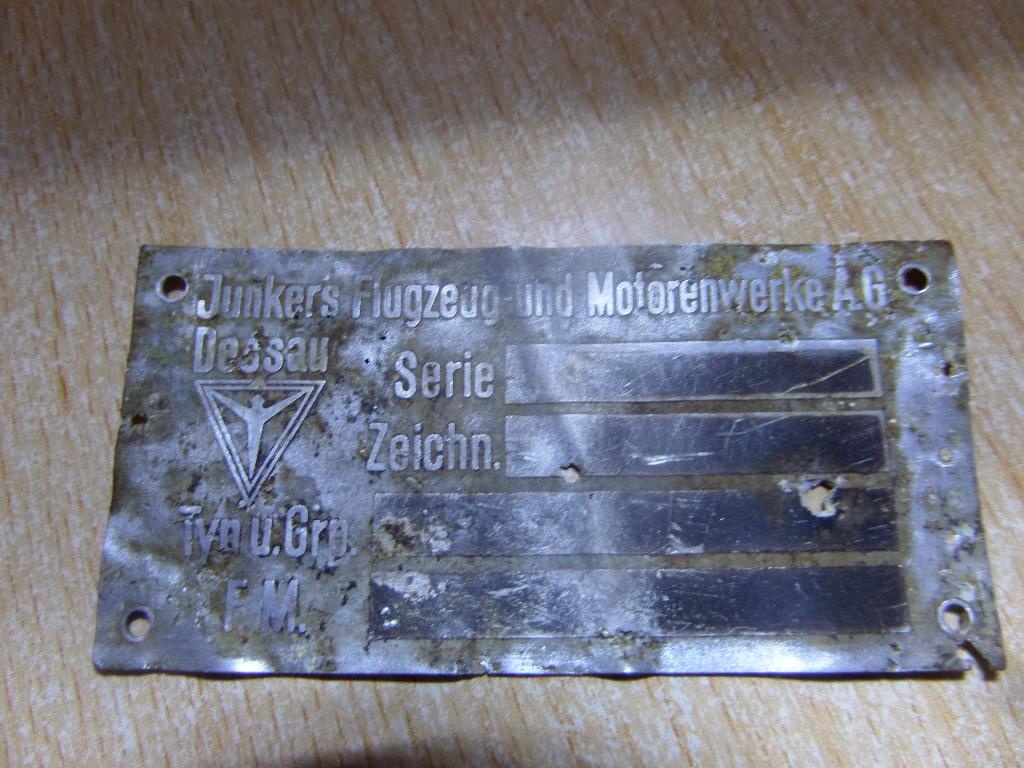 Junkers Flugzeug- und Motorenwerke A.G
Dessau
Serie
Zeichn.
Typ u. Grp.
F M.